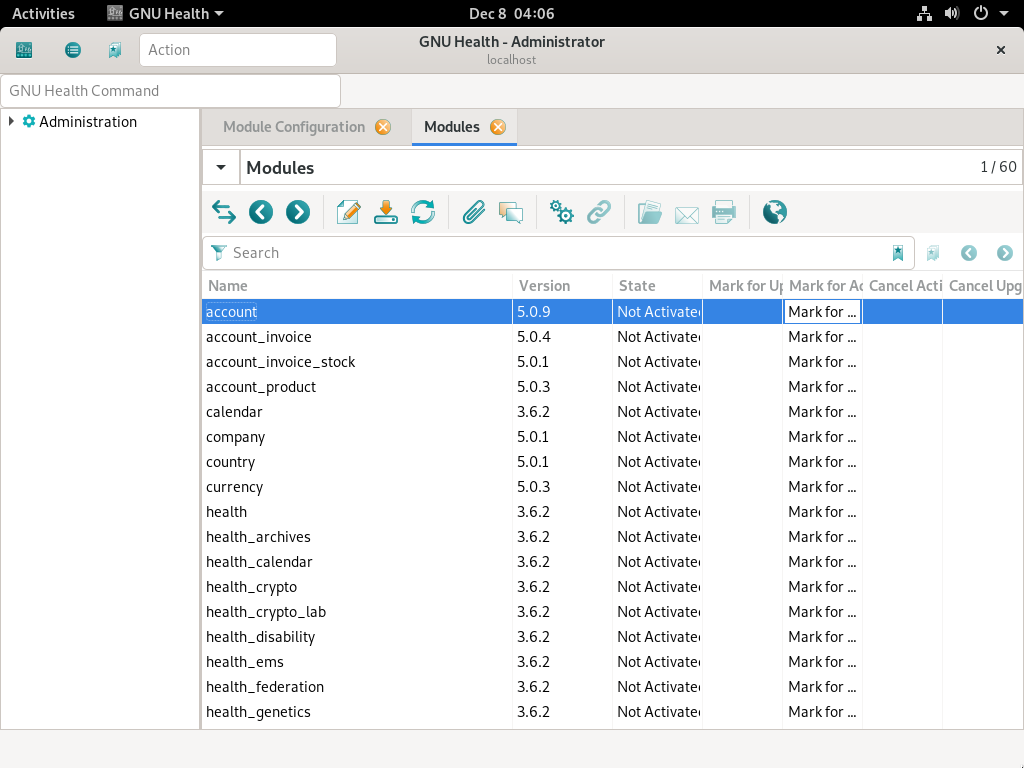 Activities GNU Health Dec 8 04:06
Action GNU Health - Administrator
localhost
GNU Health Command
Administration
Module Configuration Modules
Modules 1 / 60
Search
Name Version State Mark for Up Mark for Ac Cancel Acti Cancel Upg
account 5.0.9 Not Activated Mark for ...
account_invoice 5.0.4 Not Activated Mark for ...
account_invoice_stock 5.0.1 Not Activated Mark for ...
account_product 5.0.3 Not Activated Mark for ...
calendar 3.6.2 Not Activated Mark for ...
company 5.0.1 Not Activated Mark for ...
country 5.0.1 Not Activated Mark for ...
currency 5.0.3 Not Activated Mark for ...
health 3.6.2 Not Activated Mark for ...
health_archives 3.6.2 Not Activated Mark for ...
health_calendar 3.6.2 Not Activated Mark for ...
health_crypto 3.6.2 Not Activated Mark for ...
health_crypto_lab 3.6.2 Not Activated Mark for ...
health_disability 3.6.2 Not Activated Mark for ...
health_ems 3.6.2 Not Activated Mark for ...
health_federation 3.6.2 Not Activated Mark for ...
health_genetics 3.6.2 Not Activated Mark for ...